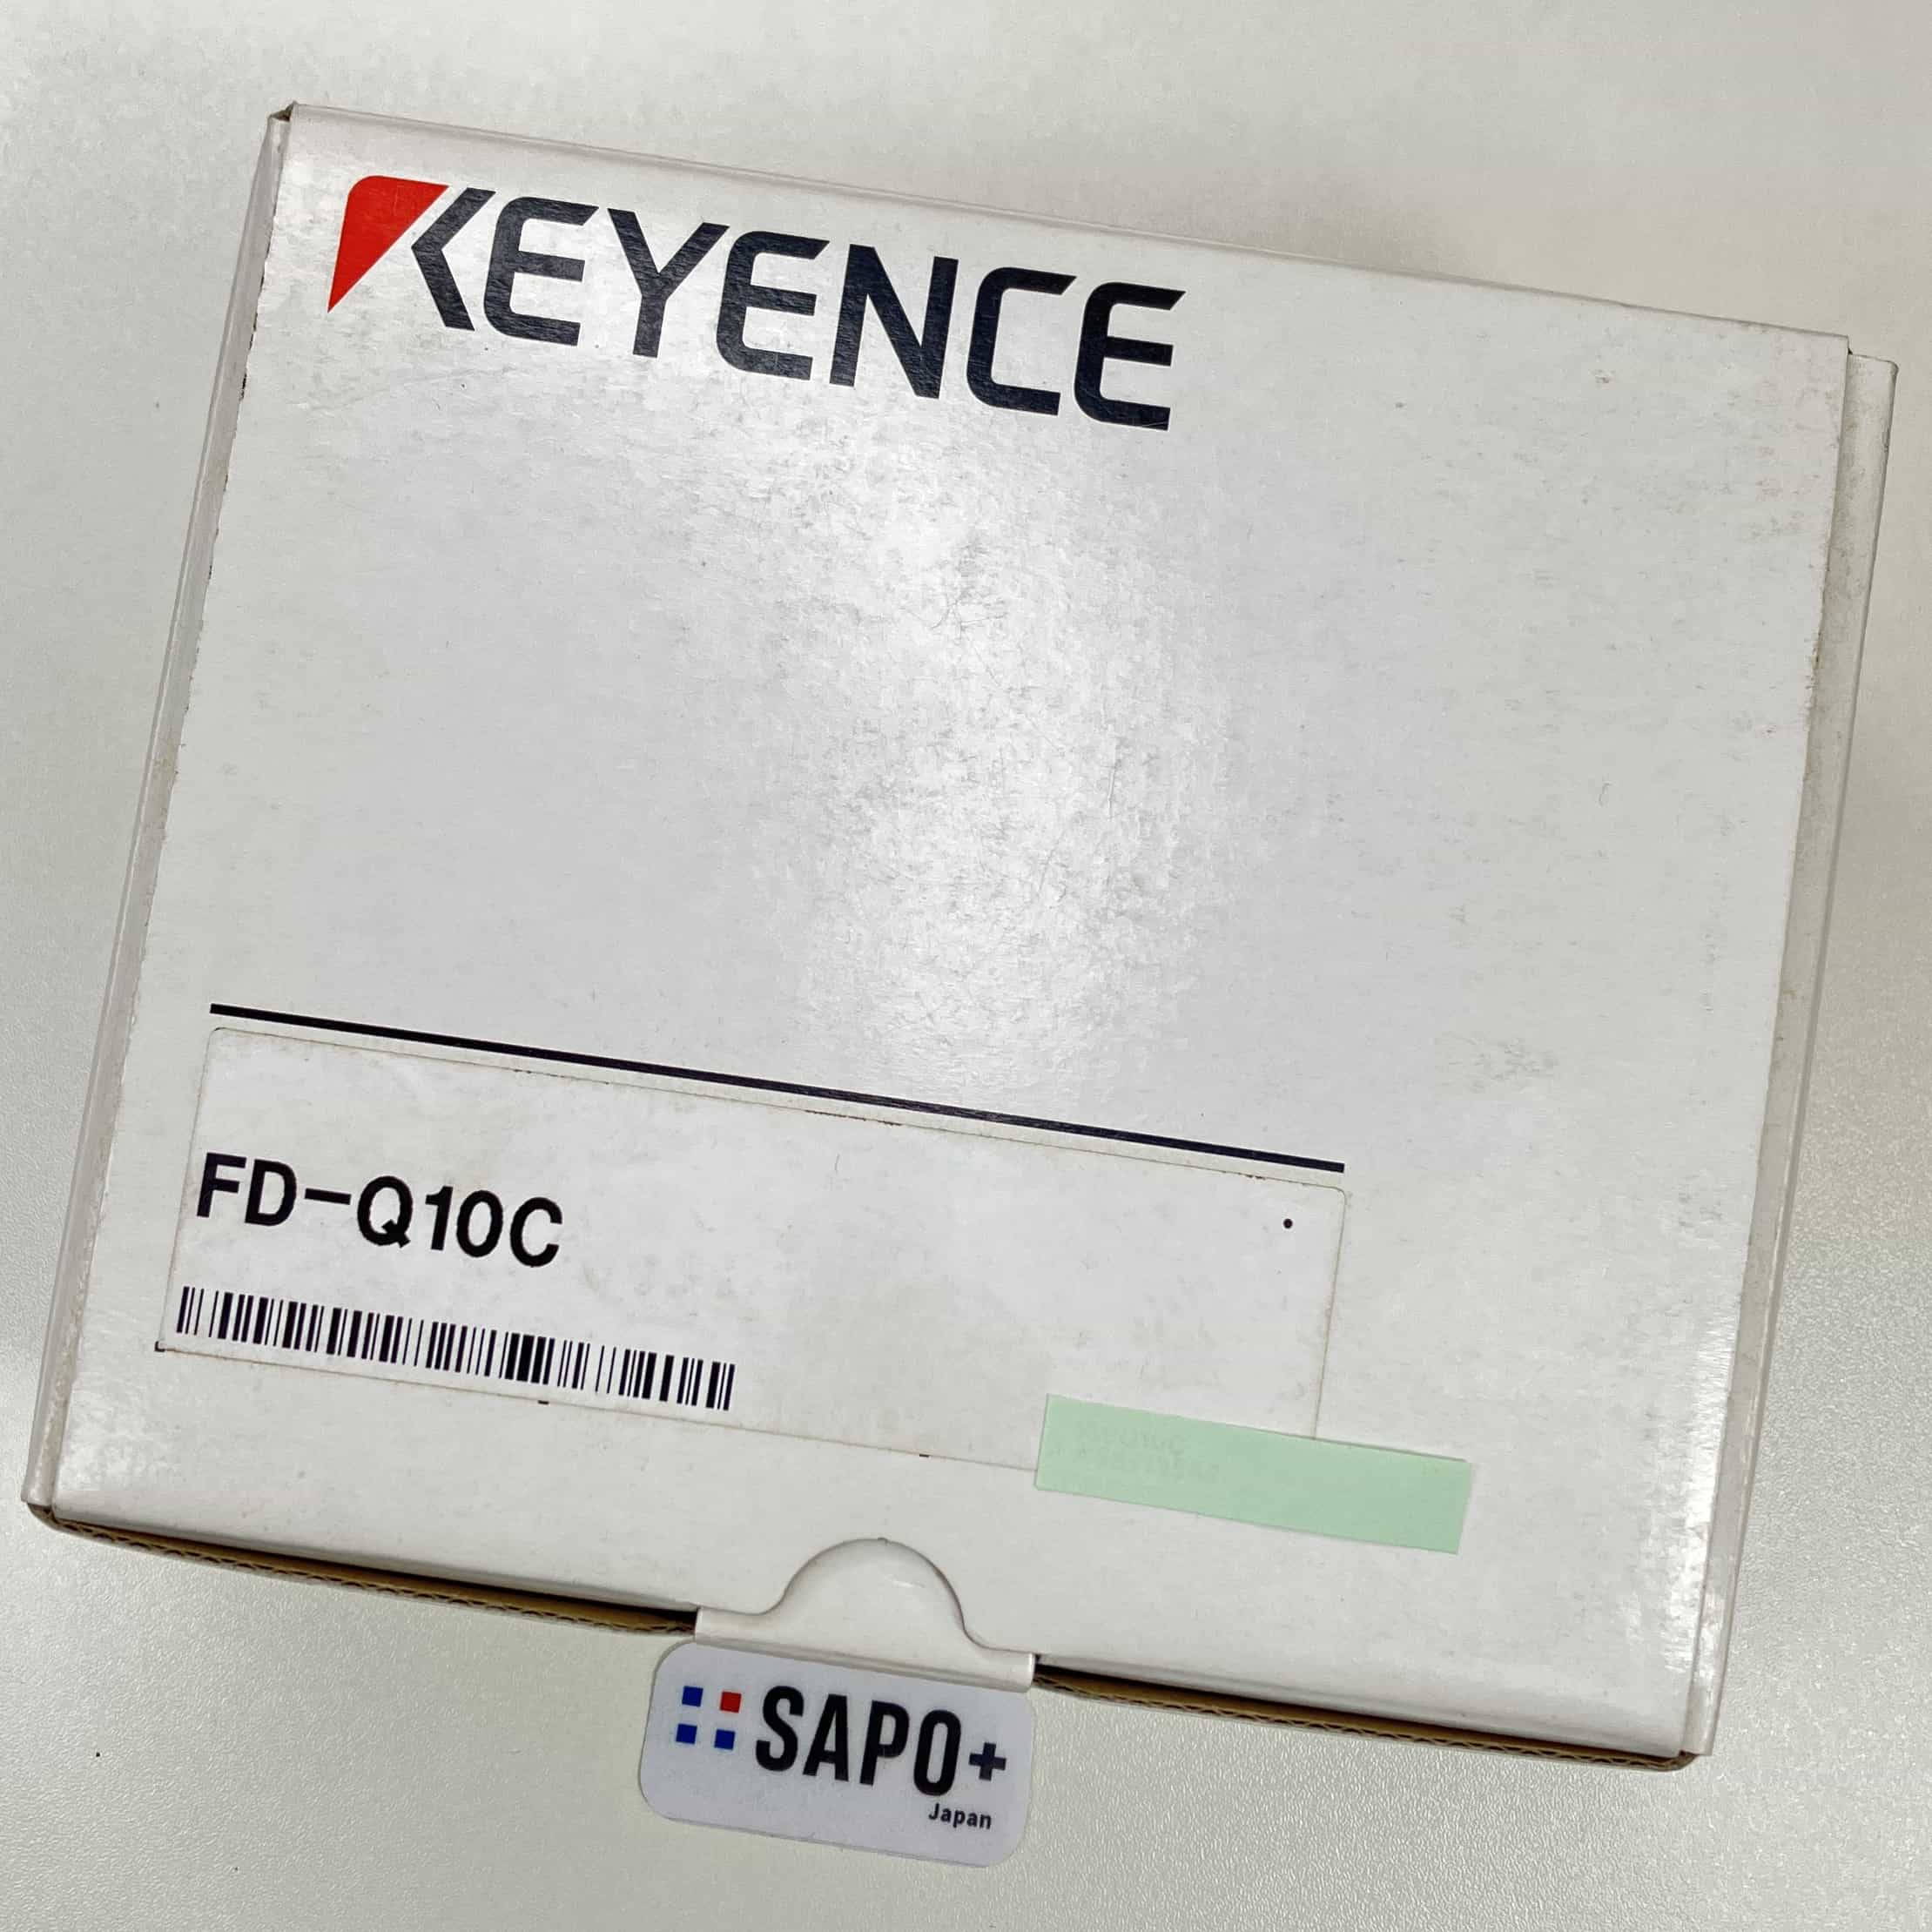 KEYENCE
FD-Q10C
SAPO+
Japan